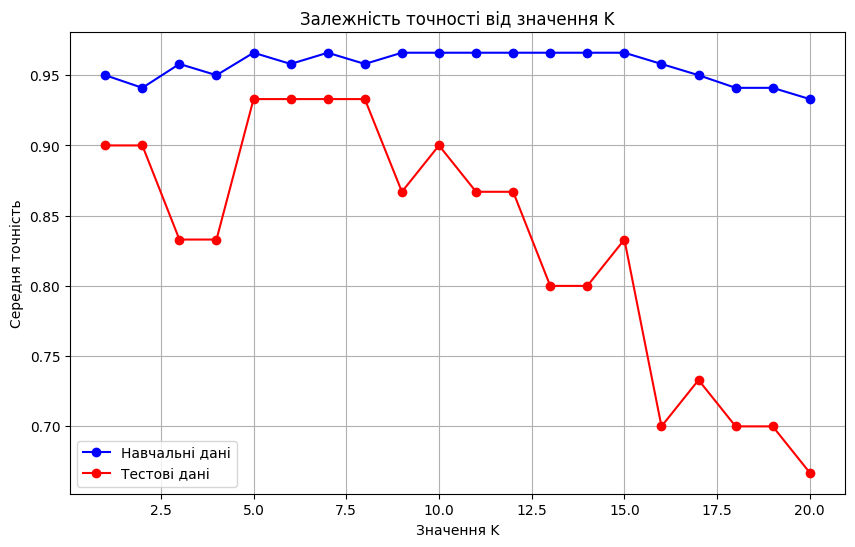 Залежність точності від значення K
Середня точність
0.95
0.90
0.85
0.80
0.75
0.70
Навчальні дані
Тестові дані
2.5 5.0 7.5 10.0 12.5 15.0 17.5 20.0
Значення K